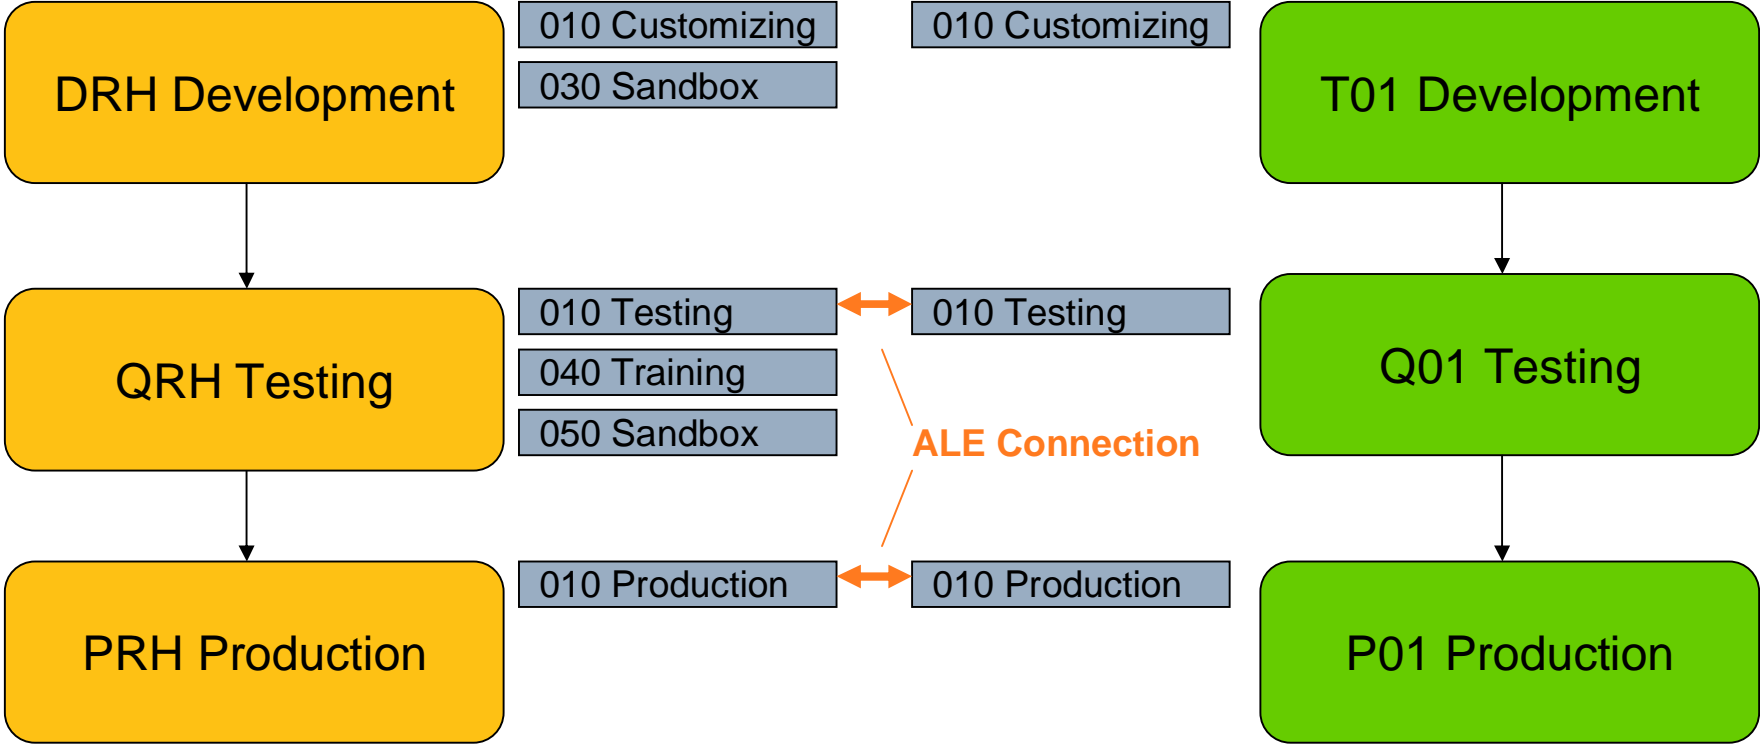 DRH Development
010 Customizing
030 Sandbox
010 Customizing
T01 Development
QRH Testing
010 Testing
040 Training
050 Sandbox
010 Testing
ALE Connection
Q01 Testing
PRH Production
010 Production
010 Production
P01 Production